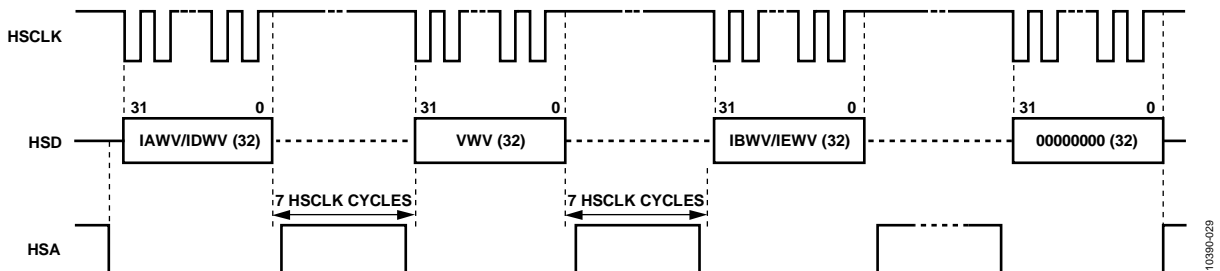 HSCLK
31 0 31 0 31 0 31 0
HSD
IAWV/IDWV (32) VWV (32) IBWV/IEWV (32) 00000000 (32)
7 HSCLK CYCLES 7 HSCLK CYCLES
HSA
10390-029